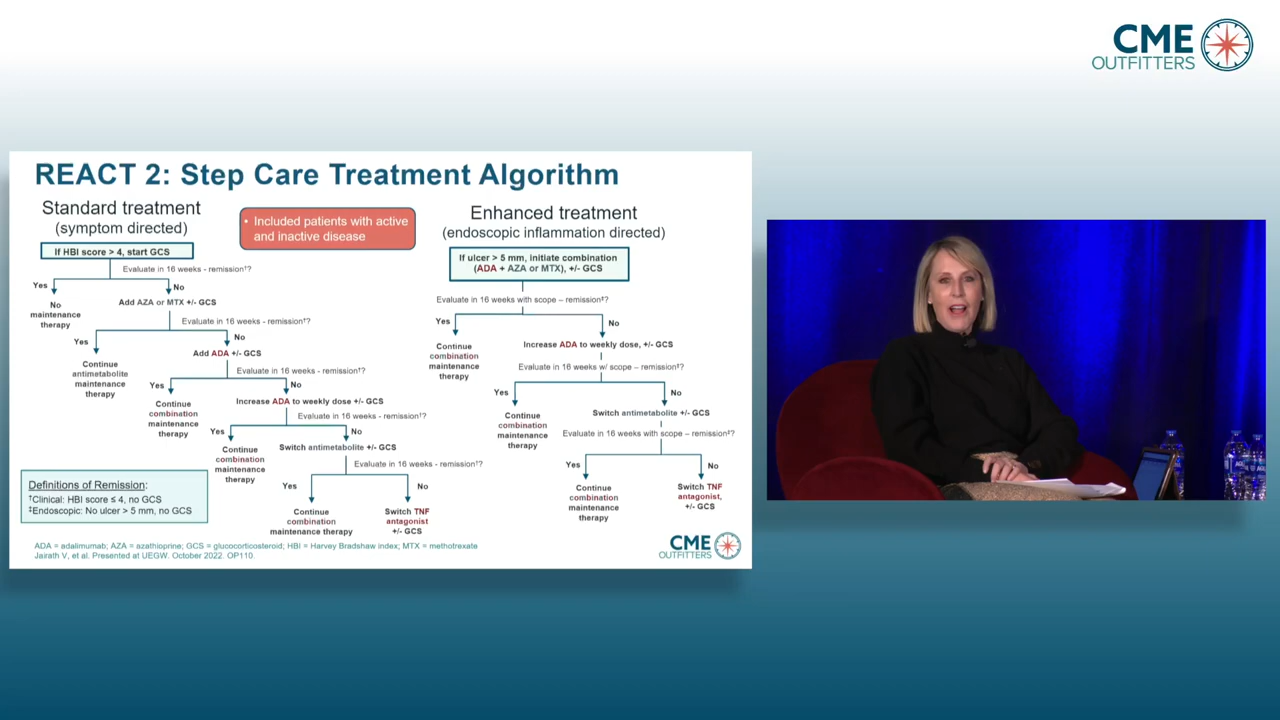 CME
OUTFITTERS
REACT 2: Step Care Treatment Algorithm
Standard treatment
(symptom directed)
• Included patients with active
and inactive disease
Enhanced treatment
(endoscopic inflammation directed)
If HBI score > 4, start GCS
Evaluate in 16 weeks - remission†?
Yes
No
No
maintenance
therapy
Add AZA or MTX +/- GCS
Evaluate in 16 weeks - remission†?
Yes
No
Continue
antimetabolite
maintenance
therapy
Add ADA +/- GCS
Evaluate in 16 weeks - remission†?
Yes
No
Continue
combination
maintenance
therapy
Increase ADA to weekly dose +/- GCS
Evaluate in 16 weeks - remission†?
Yes
No
Continue
combination
maintenance
therapy
Switch antimetabolite +/- GCS
Evaluate in 16 weeks - remission†?
Yes
No
Continue
combination
maintenance therapy
Switch TNF
antagonist
+/- GCS
If ulcer > 5 mm, initiate combination
(ADA + AZA or MTX), +/- GCS
Evaluate in 16 weeks with scope – remission‡?
Yes
No
Continue
combination
maintenance
therapy
Increase ADA to weekly dose, +/- GCS
Evaluate in 16 weeks w/ scope – remission‡?
Yes
No
Continue
combination
maintenance
therapy
Switch antimetabolite +/- GCS
Evaluate in 16 weeks with scope – remission‡?
Yes
No
Continue
combination
maintenance
therapy
Switch TNF
antagonist,
+/- GCS
Definitions of Remission:
†Clinical: HBI score ≤ 4, no GCS
‡Endoscopic: No ulcer > 5 mm, no GCS
ADA = adalimumab; AZA = azathioprine; GCS = glucocorticosteroid; HBI = Harvey Bradshaw index; MTX = methotrexate
Jairath V, et al. Presented at UEGW. October 2022. OP110.
CME
OUTFITTERS